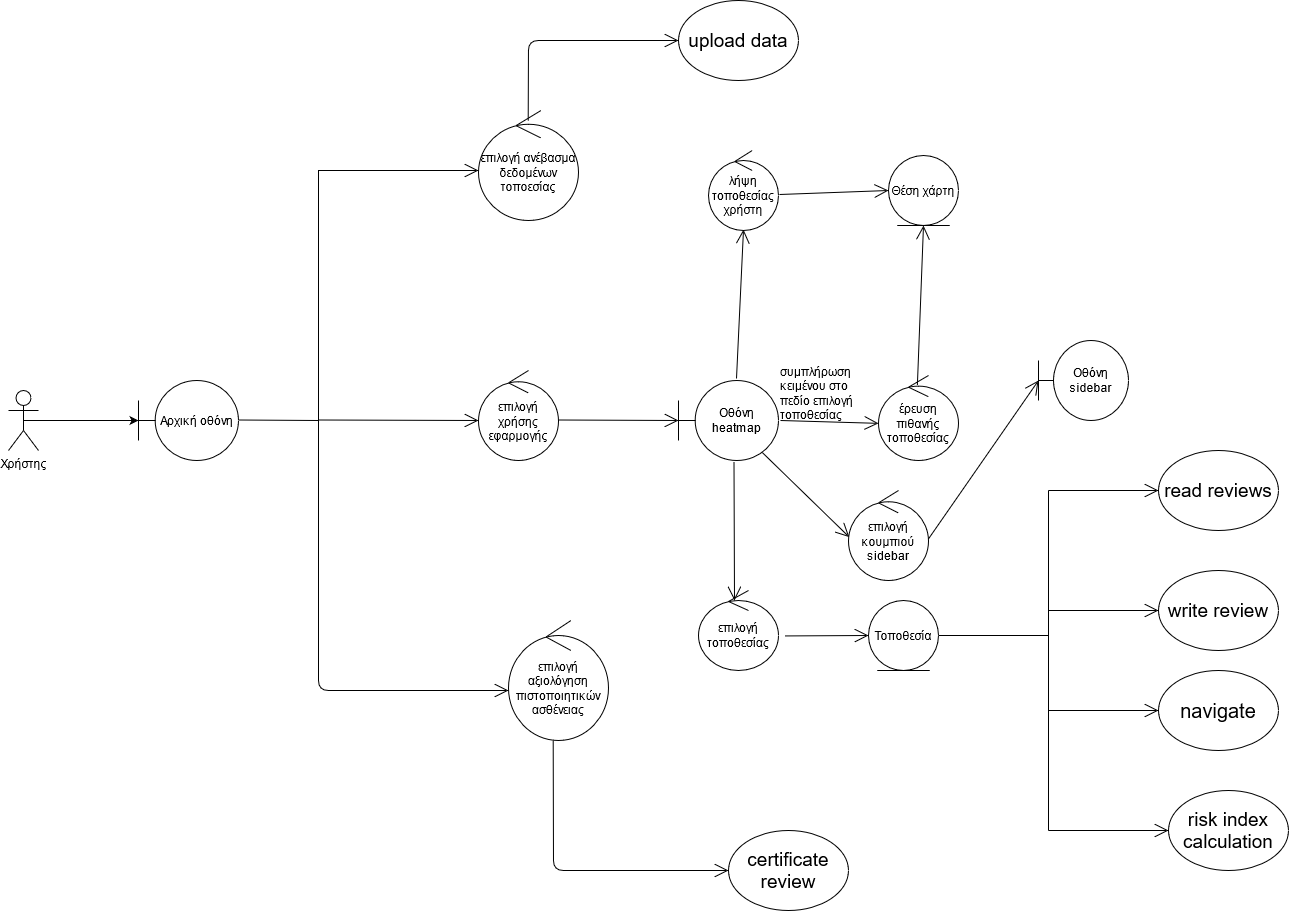 upload data
επιλογή ανέβασμα
δεδομένων
τοποεσίας
λήψη
τοποθεσίας
χρήστη
Θέση χάρτη
Χρήστης
Αρχική οθόνη
επιλογή
χρήσης
εφαρμογής
Οθόνη
heatmap
συμπλήρωση
κειμένου στο
πεδίο επιλογή
τοποθεσίας
έρευση
πιθανής
τοποθεσίας
Οθόνη
sidebar
επιλογή
κουμπιού
sidebar
read reviews
write review
επιλογή
τοποθεσίας
Τοποθεσία
navigate
επιλογή
αξιολόγηση
πιστοποιητικών
ασθένειας
risk index
calculation
certificate
review